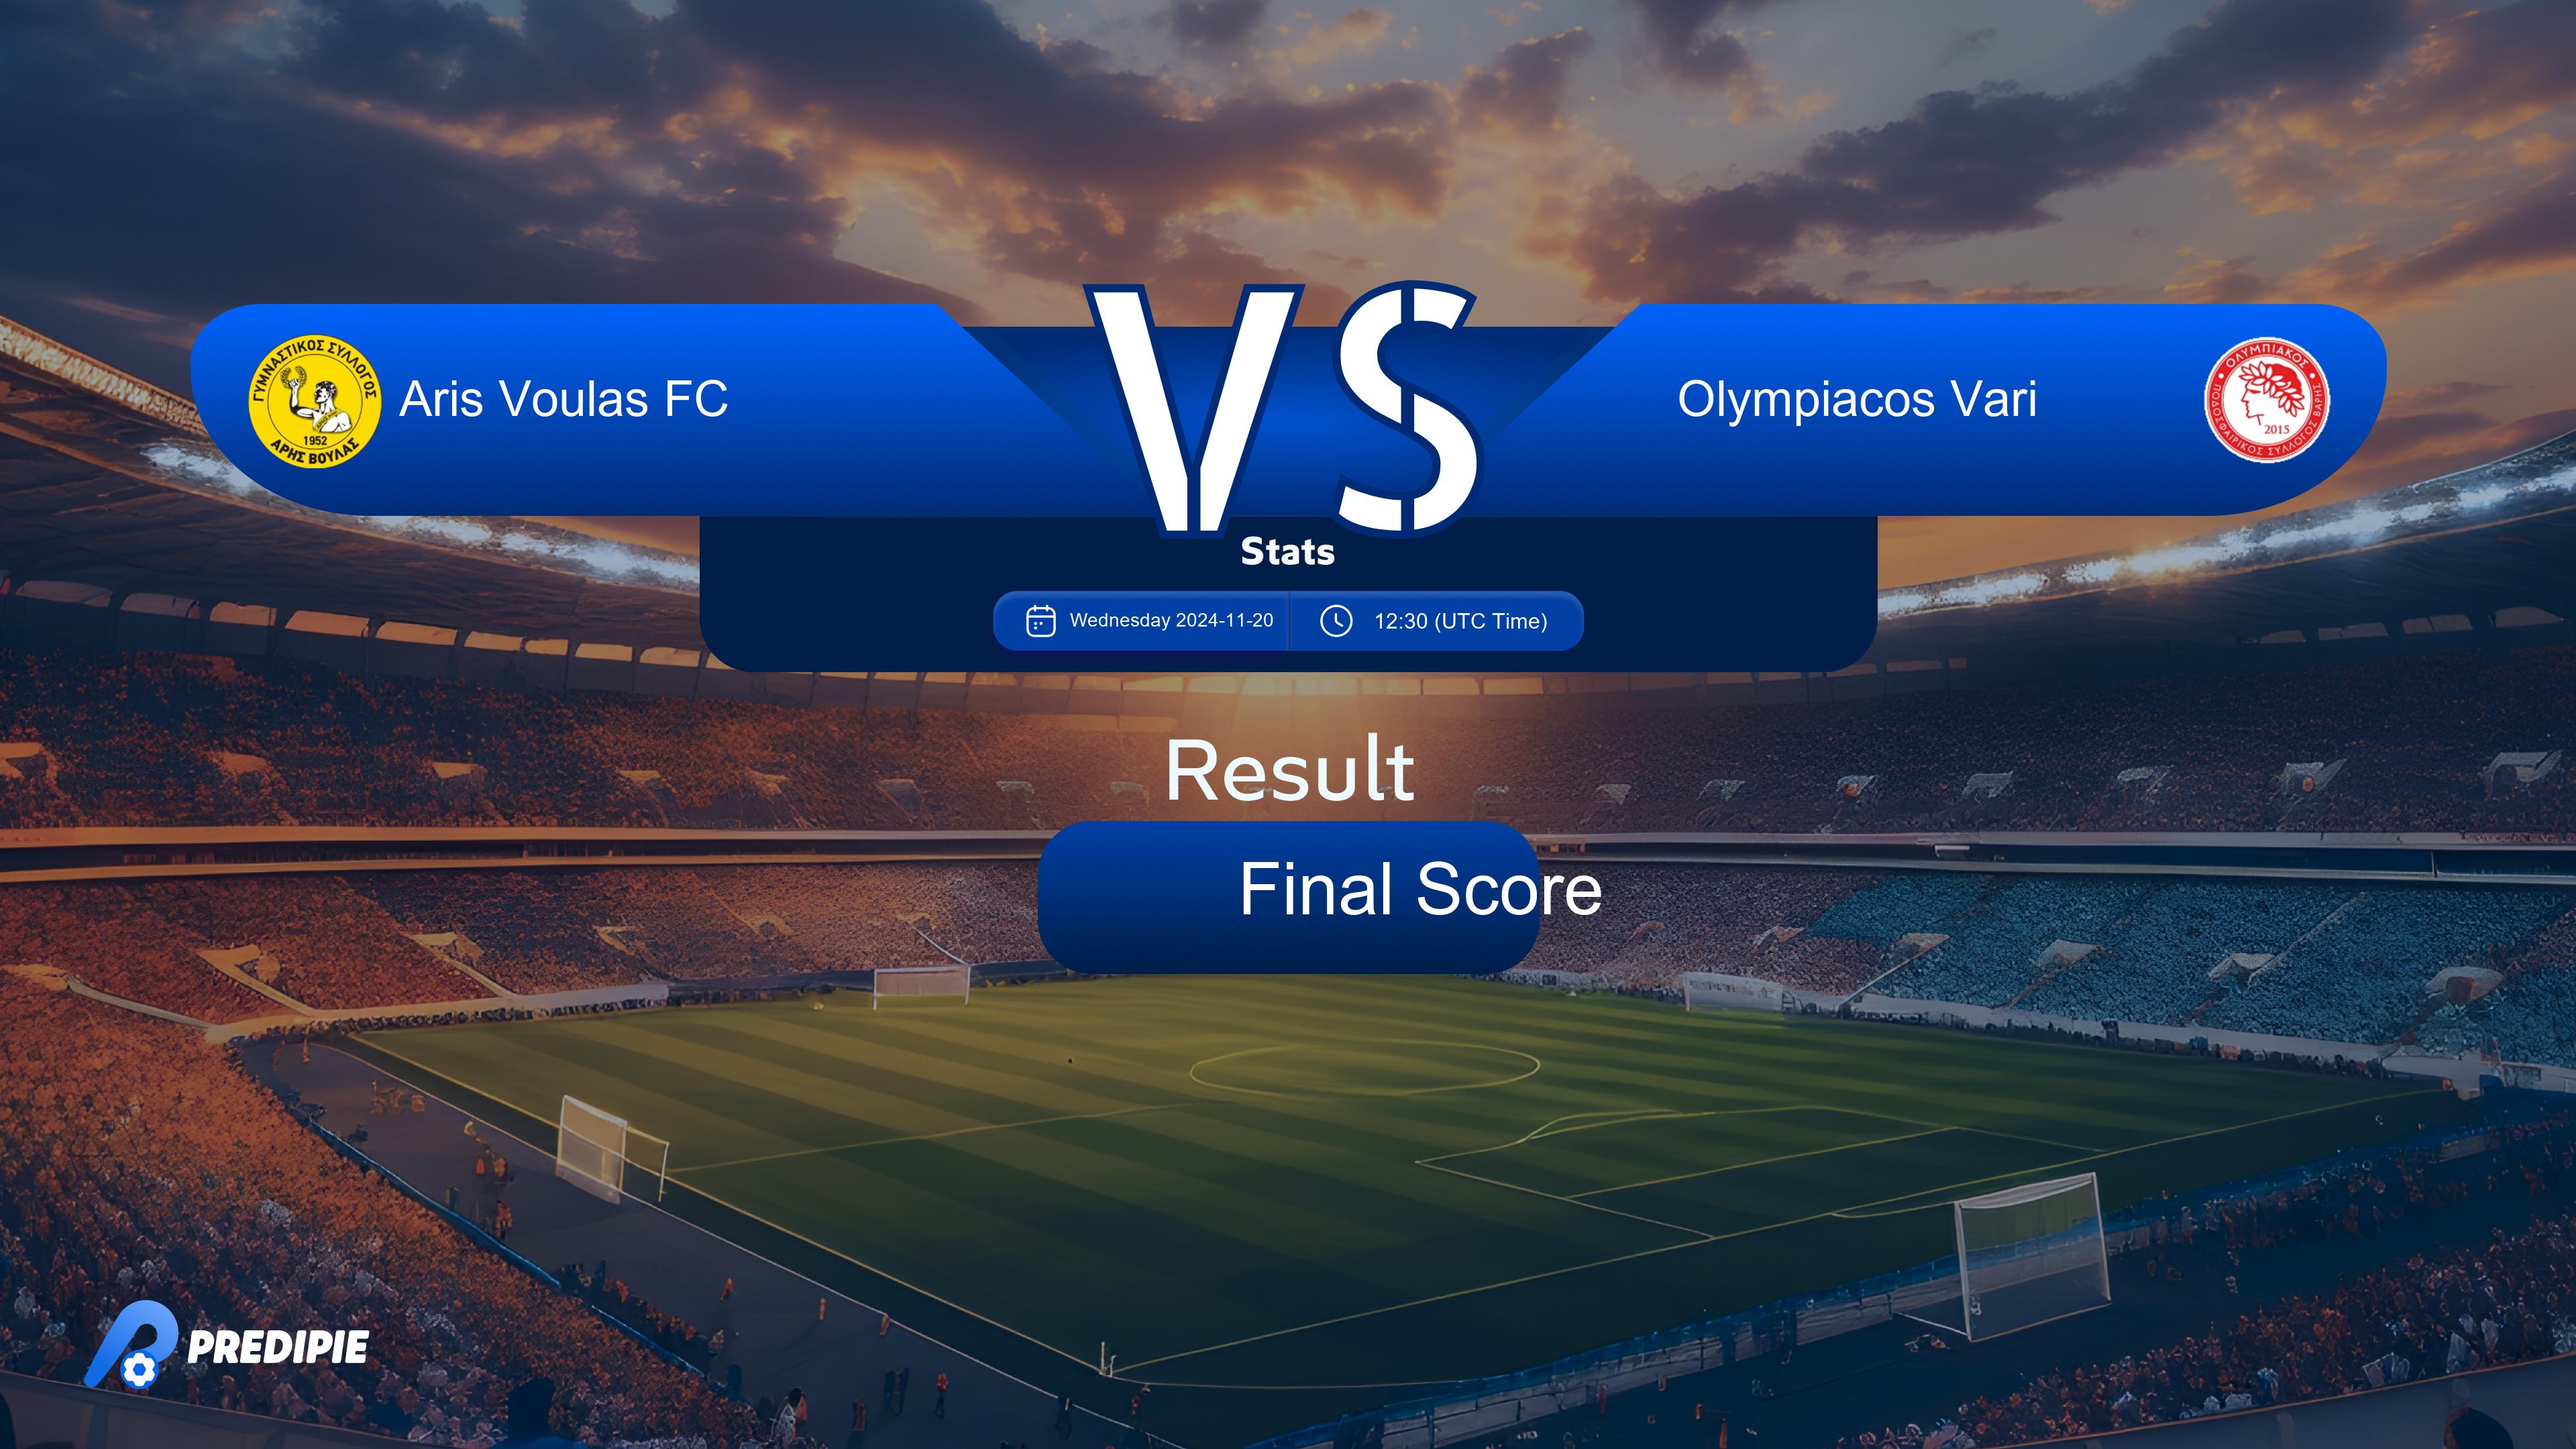 ΓΥΜΝΑΣΤΙΚΟΣ ΣΥΛΛΟΓΟΣ
1952
ΑΡΗΣ ΒΟΥΛΑΣ
Aris Voulas FC
VS
Olympiacos Vari
ΟΛΥΜΠΙΑΚΟΣ
2015
ΠΟΔΟΣΦΑΙΡΙΚΟΣ ΣΥΛΛΟΓΟΣ ΒΑΡΗΣ
Stats
Wednesday 2024-11-20
12:30 (UTC Time)
Result
Final Score
PREDIPIE